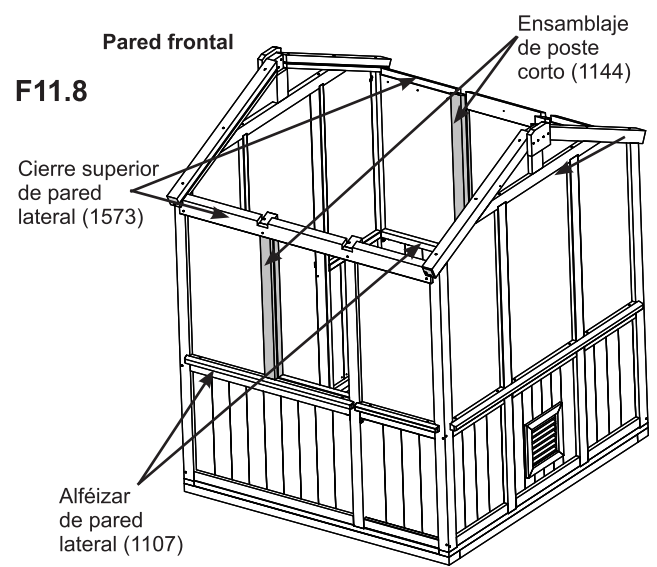 Pared frontal
Ensamblaje
de poste
corto (1144)
F11.8
Cierre superior
de pared
lateral (1573)
Alféizar
de pared
lateral (1107)